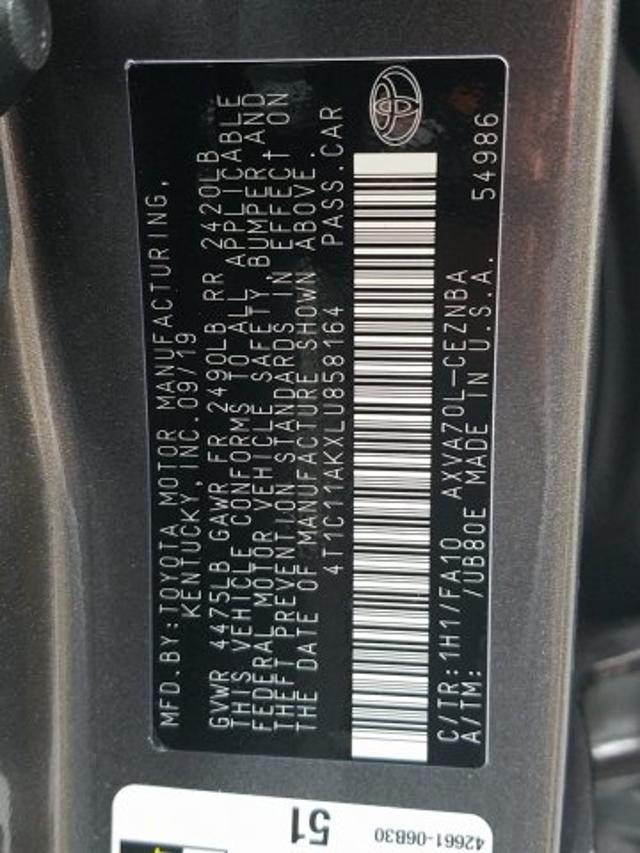 MFD.BY:TOYOTA MOTOR MANUFACTURING,
KENTUCKY, INC. 09/19
GVWR 4475LB GAWR FR 2490LB RR 2420LB
THIS VEHICLE CONFORMS TO ALL APPLICABLE
FEDERAL MOTOR VEHICLE SAFETY, BUMPER, AND
THEFT PREVENTION STANDARDS IN EFFECT ON
THE DATE OF MANUFACTURE SHOWN ABOVE.
4T1C11AKXLU858164 PASS.CAR
C/TR:1H1/FA10 AXVA70L-CEZNBA
A/TM: /UB80E MADE IN U.S.A. 54986
51
42661-06B30